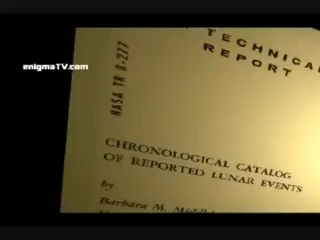 TECHNICAL
REPORT
enigmaTV.com
NASA TR R-277
CHRONOLOGICAL CATALOG
OF REPORTED LUNAR EVENTS
by
Barbara M.